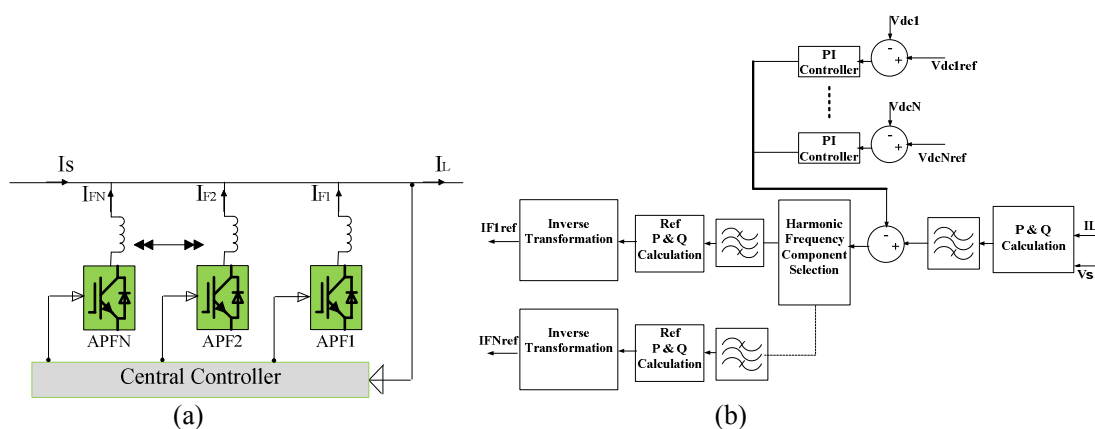 Is
IL
IFN
IF2
IF1
APFN
APF2
APF1
Central Controller
(a)
Vdc1
PI
Controller
-
+
Vdc1ref
VdcN
PI
Controller
-
+
VdcNref
IF1ref
Inverse
Transformation
Ref
P & Q
Calculation
Harmonic
Frequency
Component
Selection
-
+
P & Q
Calculation
IL
Vs
IFNref
Inverse
Transformation
Ref
P & Q
Calculation
(b)